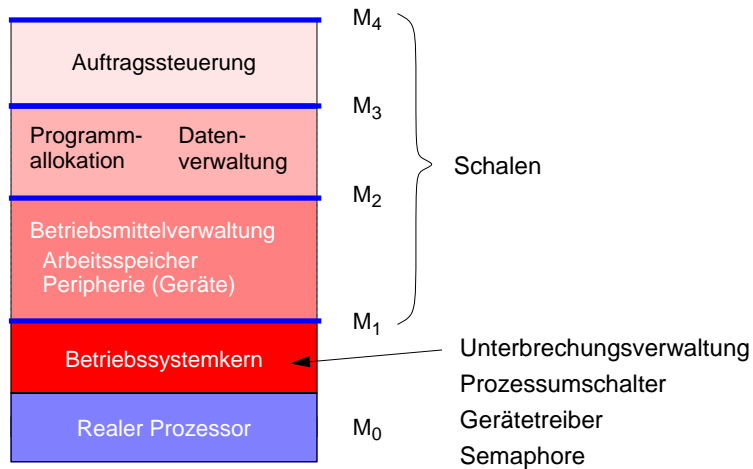 M4
Auftragssteuerung
M3
Programm- Daten-
allokation verwaltung
Schalen
M2
Betriebsmittelverwaltung
Arbeitsspeicher
Peripherie (Geräte)
M1
Betriebssystemkern
Unterbrechungsverwaltung
Prozessumschalter
Gerätetreiber
Semaphore
Realer Prozessor
M0